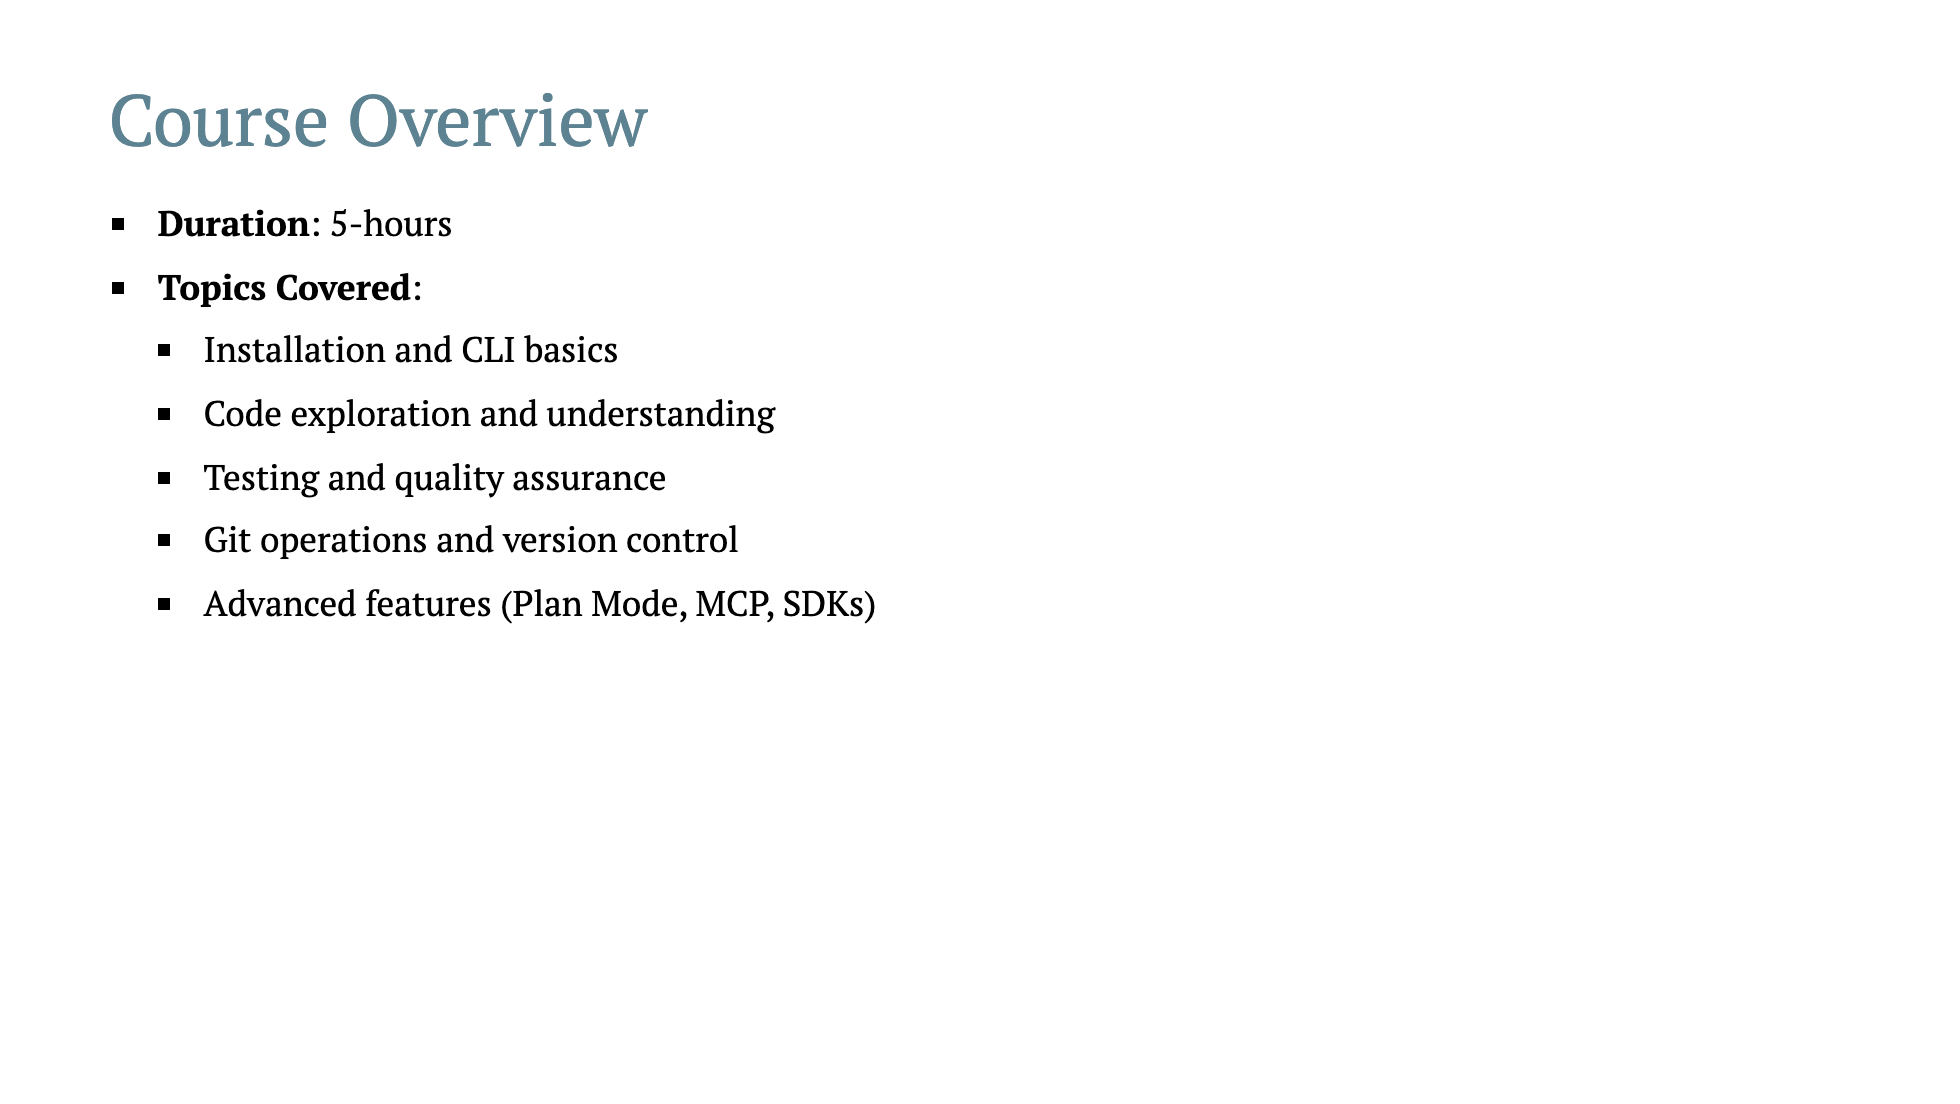 Course Overview
Duration: 5-hours
Topics Covered:
Installation and CLI basics
Code exploration and understanding
Testing and quality assurance
Git operations and version control
Advanced features (Plan Mode, MCP, SDKs)